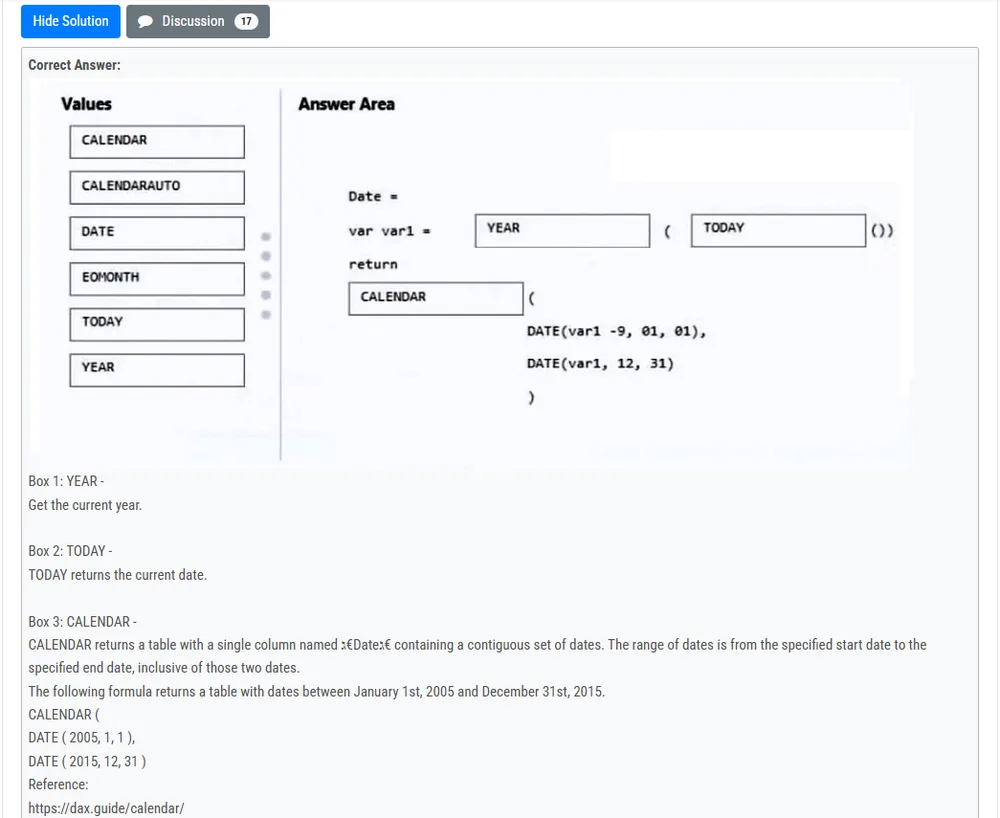 Hide Solution
Discussion 17
Correct Answer:
Values
Answer Area
CALENDAR
CALENDARAUTO
DATE
EOMONTH
TODAY
YEAR
Date =
var var1 = YEAR ( TODAY ())
return
CALENDAR (
DATE(var1 -9, 01, 01),
DATE(var1, 12, 31)
)
Box 1: YEAR -
Get the current year.
Box 2: TODAY -
TODAY returns the current date.
Box 3: CALENDAR -
CALENDAR returns a table with a single column named ׳€Date׳€ containing a contiguous set of dates. The range of dates is from the specified start date to the
specified end date, inclusive of those two dates.
The following formula returns a table with dates between January 1st, 2005 and December 31st, 2015.
CALENDAR (
DATE ( 2005, 1, 1 ),
DATE ( 2015, 12, 31 )
Reference:
https://dax.guide/calendar/